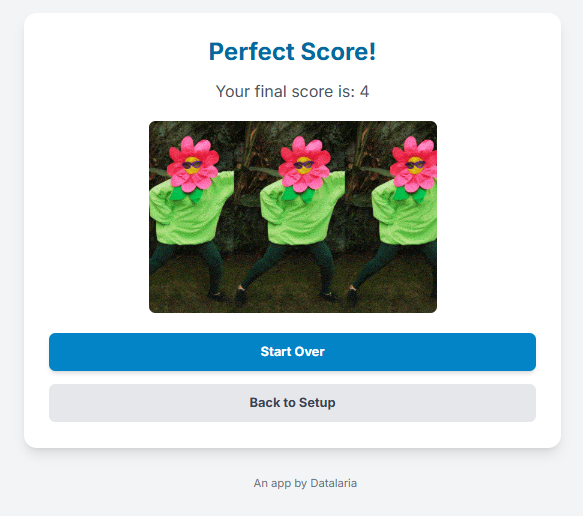 Perfect Score!
Your final score is: 4
Start Over
Back to Setup
An app by Datalaria